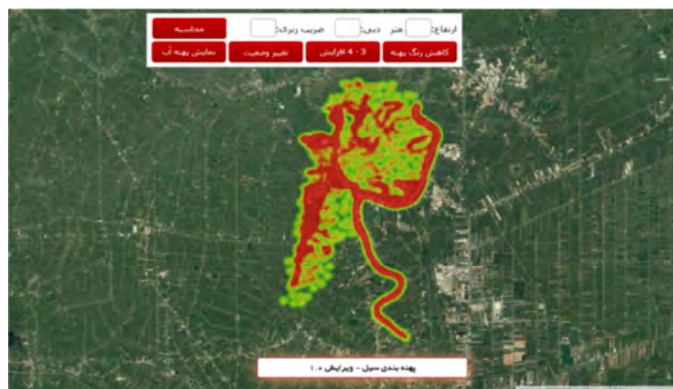 ارتفاع: متر دبی: ضریب زبری:
محاسبه
کاهش رنگ پهنه
3 - 4 افزایش
تغییر وضعیت
نمایش پهنه آب
پهنه بندی سیل - ویرایش ۱.۰